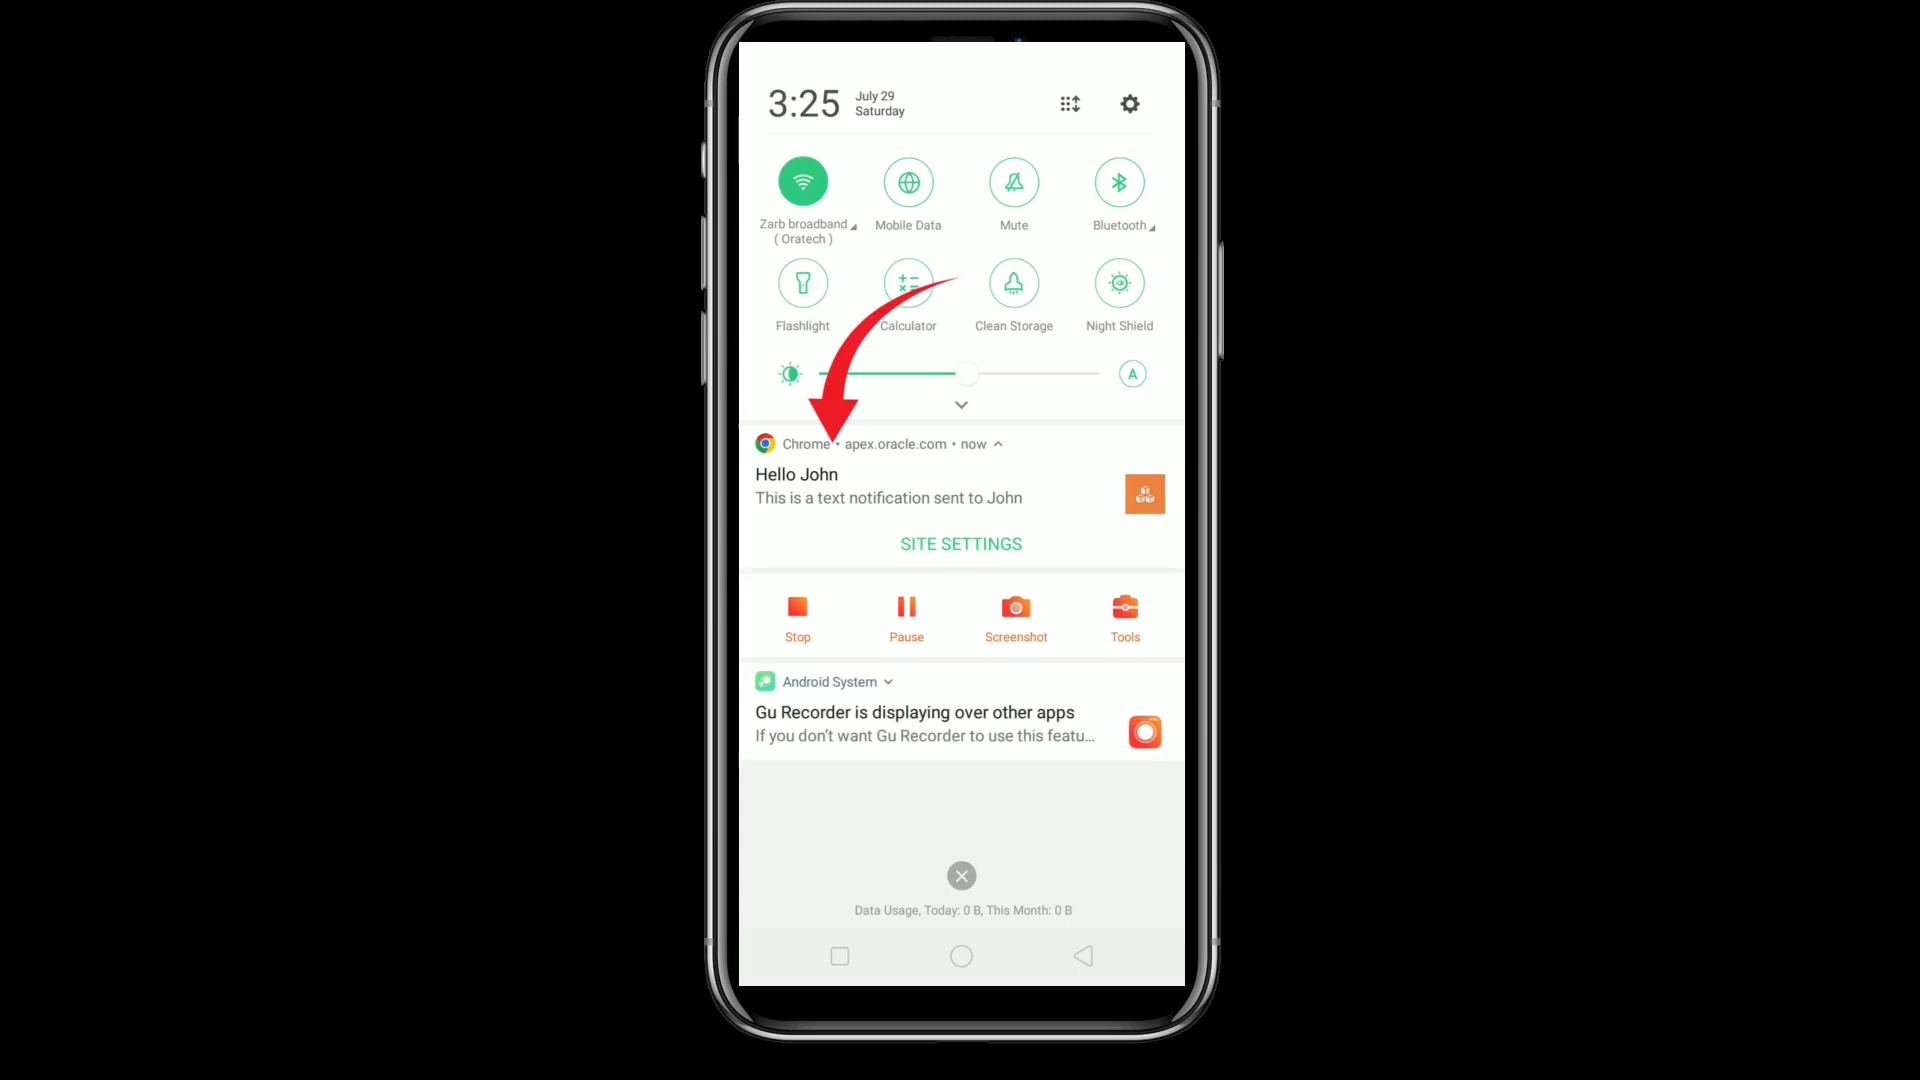 3:25
July 29
Saturday
Zarb broadband
( Oratech )
Mobile Data
Mute
Bluetooth
Flashlight
Calculator
Clean Storage
Night Shield
A
Chrome • apex.oracle.com • now
Hello John
This is a text notification sent to John
SITE SETTINGS
Stop
Pause
Screenshot
Tools
Android System
Gu Recorder is displaying over other apps
If you don't want Gu Recorder to use this featu...
Data Usage, Today: 0 B, This Month: 0 B